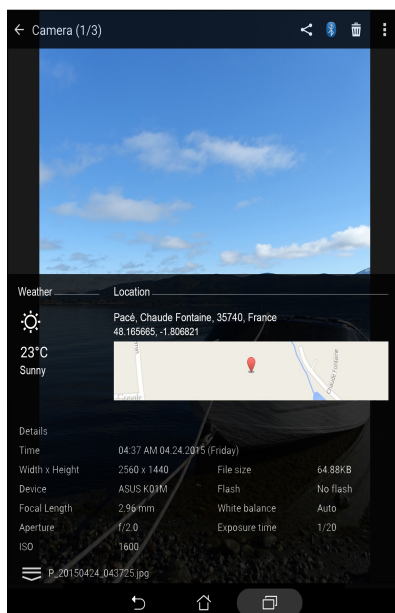 Camera (1/3)
Weather
Location
23°C
Sunny
Pacé, Chaude Fontaine, 35740, France
48.165665, -1.806821
Chaude Fontaine
Google
Details
Time 04:37 AM 04.24.2015 (Friday)
Width x Height 2560 x 1440 File size 64.88KB
Device ASUS K01M Flash No flash
Focal Length 2.96 mm White balance Auto
Aperture f/2.0 Exposure time 1/20
ISO 1600
P_20150424_043725.jpg